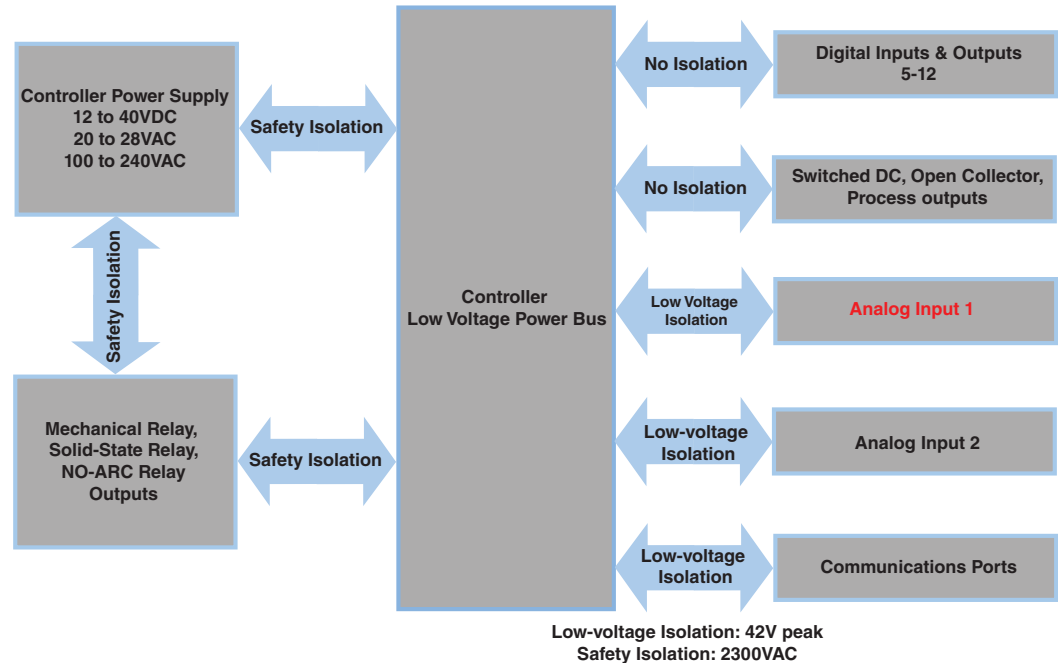 Controller Power Supply
12 to 40VDC
20 to 28VAC
100 to 240VAC
Safety Isolation
Safety Isolation
Mechanical Relay,
Solid-State Relay,
NO-ARC Relay
Outputs
Safety Isolation
Controller
Low Voltage Power Bus
No Isolation
Digital Inputs & Outputs
5-12
No Isolation
Switched DC, Open Collector,
Process outputs
Low Voltage
Isolation
Analog Input 1
Low-voltage
Isolation
Analog Input 2
Low-voltage
Isolation
Communications Ports
Low-voltage Isolation: 42V peak
Safety Isolation: 2300VAC